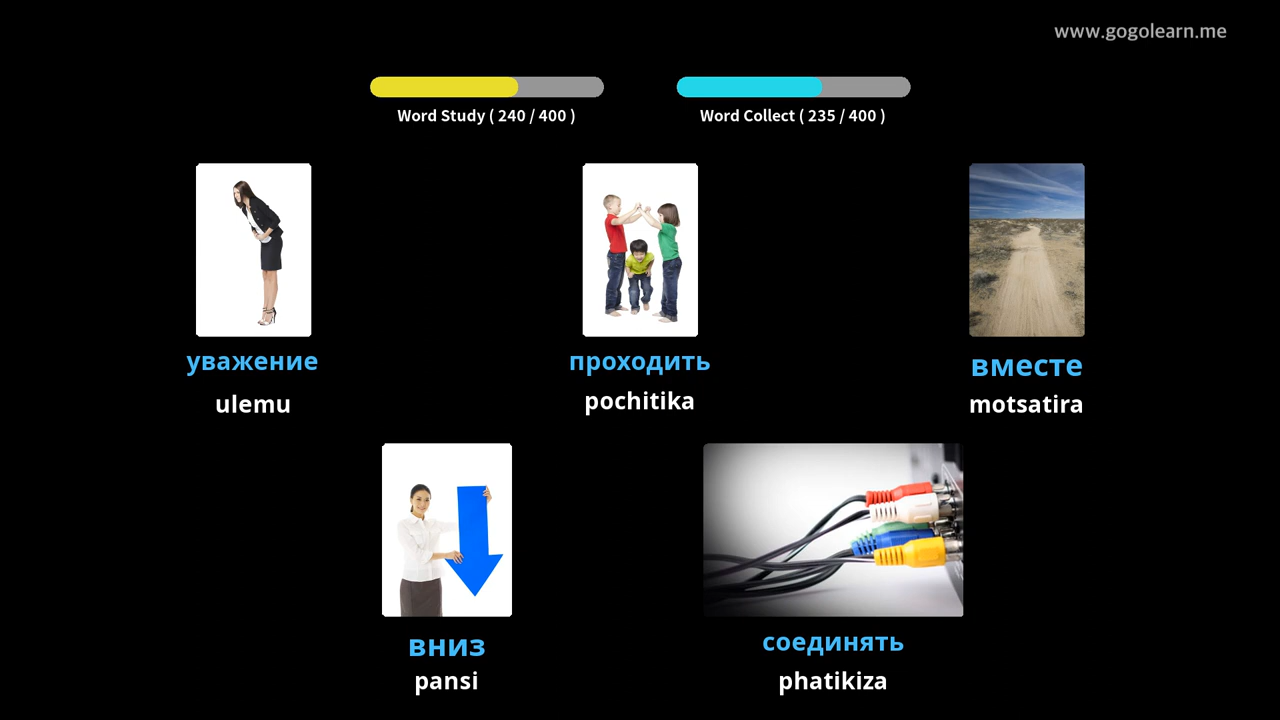 www.gogolearn.me
Word Study ( 240 / 400 )
Word Collect ( 235 / 400 )
уважение
ulemu
проходить
pochitika
вместе
motsatira
вниз
pansi
соединять
phatikiza